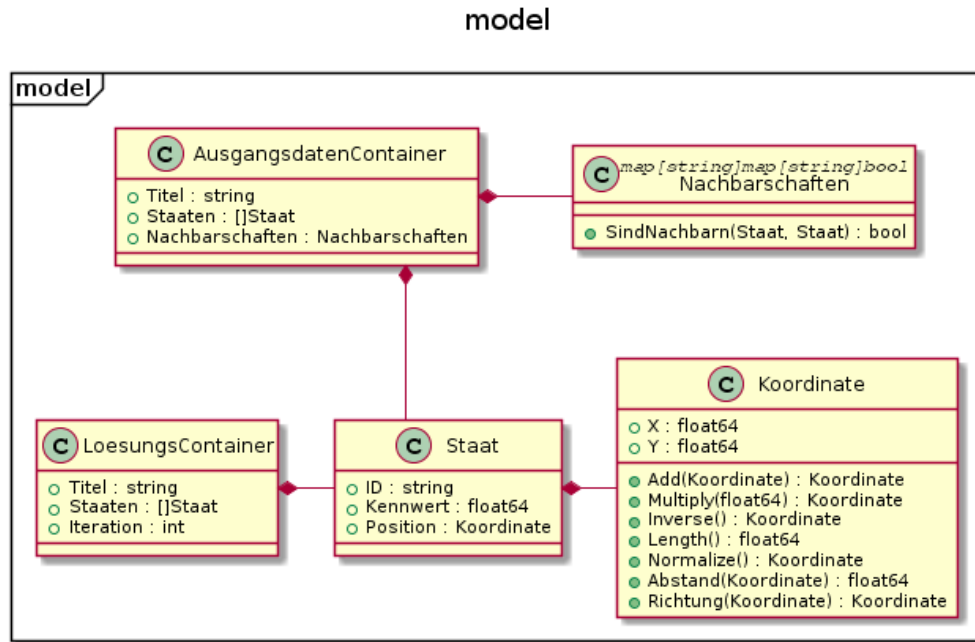 model
model
C AusgangsdatenContainer
Titel : string
Staaten : []Staat
Nachbarschaften : Nachbarschaften
C map[string]map[string]bool
Nachbarschaften
SindNachbarn(Staat, Staat) : bool
C LoesungsContainer
Titel : string
Staaten : []Staat
Iteration : int
C Staat
ID : string
Kennwert : float64
Position : Koordinate
C Koordinate
X : float64
Y : float64
Add(Koordinate) : Koordinate
Multiply(float64) : Koordinate
Inverse() : Koordinate
Length() : float64
Normalize() : Koordinate
Abstand(Koordinate) : float64
Richtung(Koordinate) : Koordinate